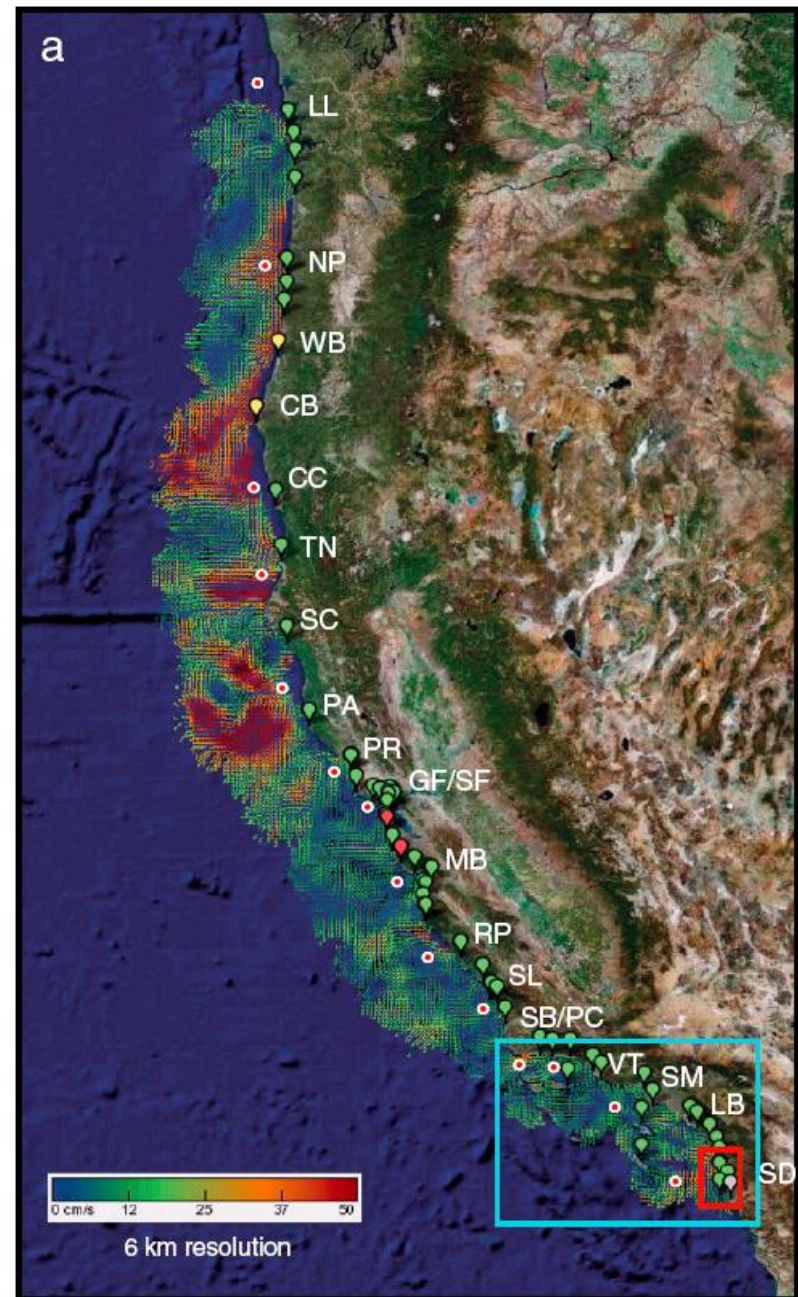 a
LL
NP
WB
CB
CC
TN
SC
PA
PR
GF/SF
MB
RP
SL
SB/PC
VT
SM
LB
SD
0 cm/s 12 25 37 50
6 km resolution